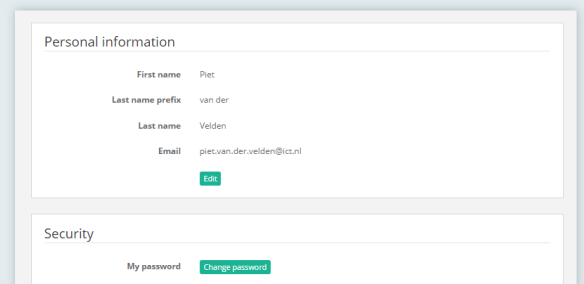 Personal information
First name Piet
Last name prefix van der
Last name Velden
Email piet.van.der.velden@ict.nl
Edit
Security
My password Change password